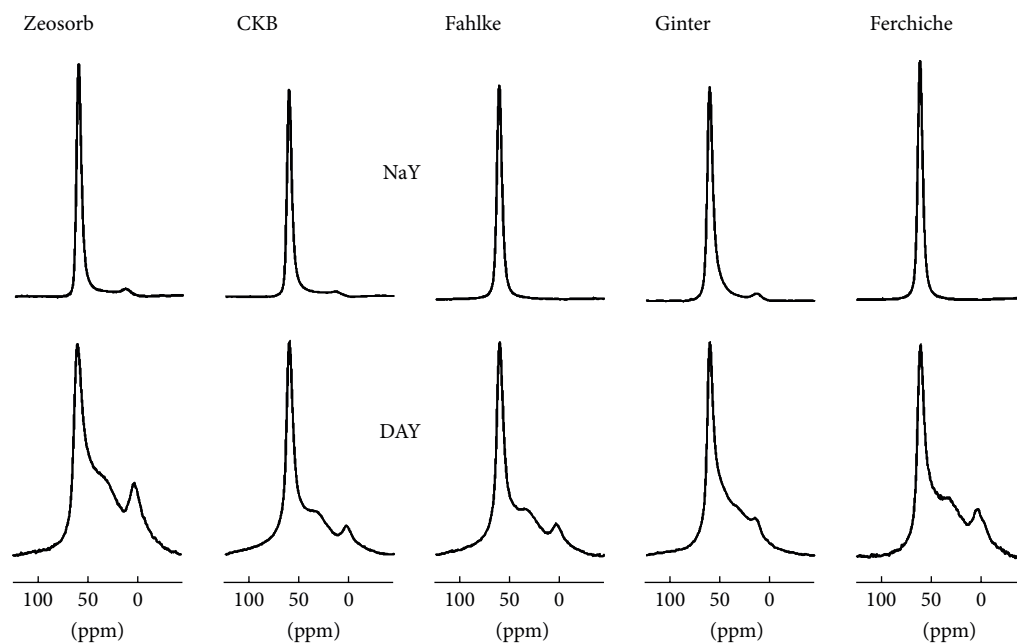 Zeosorb CKB Fahlke Ginter Ferchiche
NaY
DAY
100 50 0 100 50 0 100 50 0 100 50 0 100 50 0
(ppm) (ppm) (ppm) (ppm) (ppm)